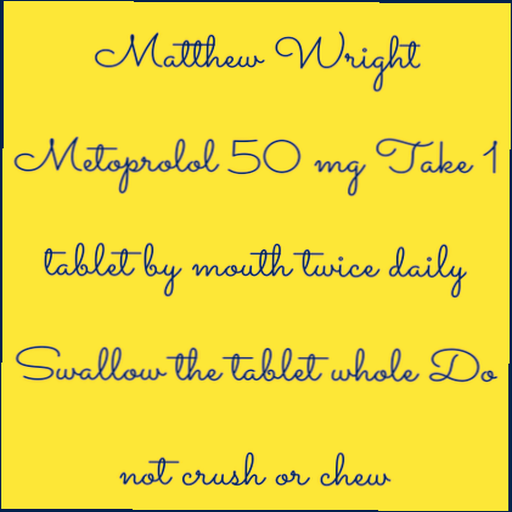 Matthew Wright
Metoprolol 50 mg Take 1
tablet by mouth twice daily
Swallow the tablet whole Do
not crush or chew